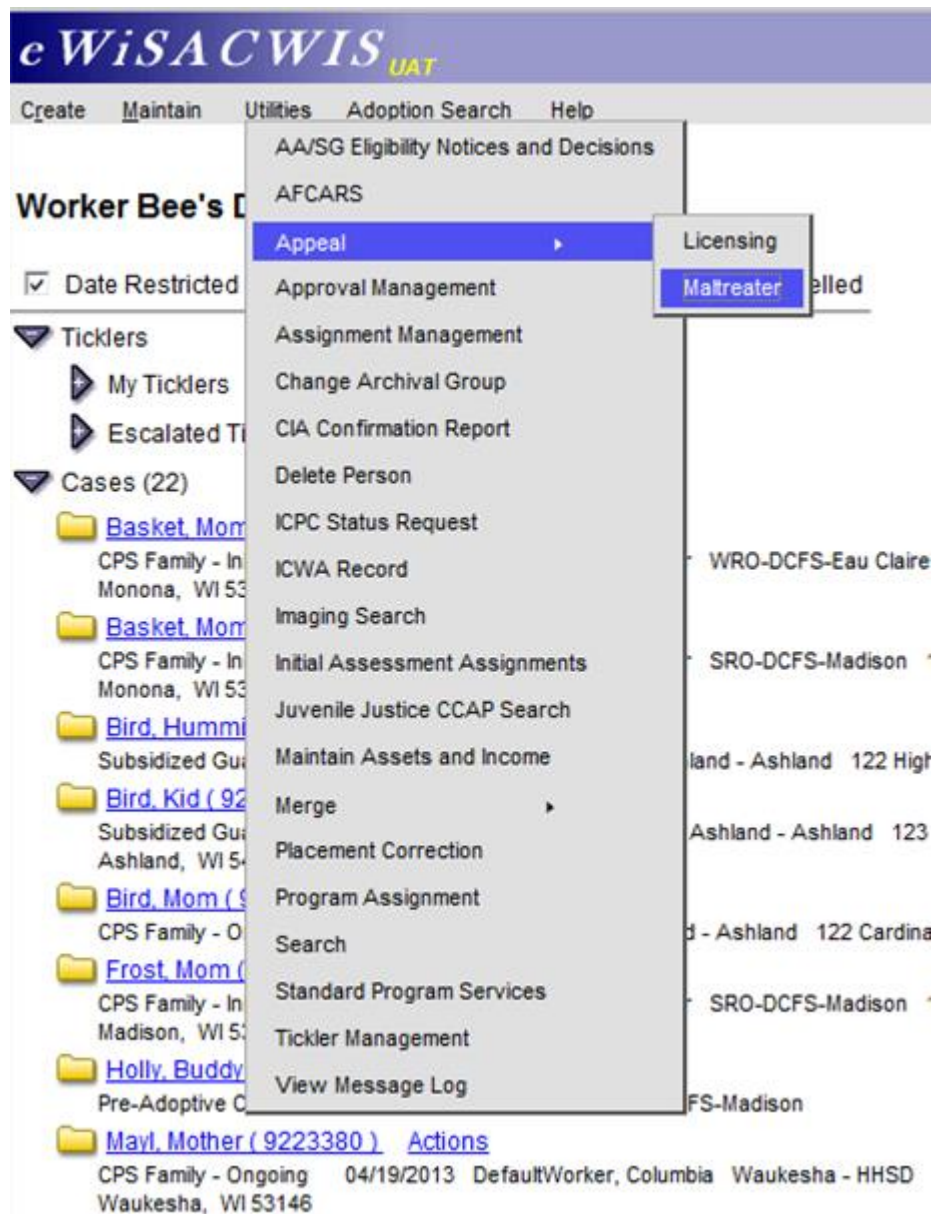 e WiSACWIS UAT
Create Maintain Utilities Adoption Search Help
Worker Bee's
Date Restricted
Ticklers
My Ticklers
Escalated
Cases (22)
Basket, Mom
CPS Family - In
WRO-DCFS-Eau Claire
Monona, WI 53
Basket, Mom
CPS Family - In
SRO-DCFS-Madison
Monona, WI 53
Bird, Hummi
Subsidized Gua
land - Ashland 122 High
Bird, Kid ( 92
Subsidized Gua
Ashland - Ashland 123
Ashland, WI 54
Bird, Mom ( 9
CPS Family - O
d - Ashland 122 Cardina
Frost, Mom (
CPS Family - In
SRO-DCFS-Madison
Madison, WI 53
Holly, Buddy
Pre-Adoptive C
FS-Madison
Mayl, Mother ( 9223380 ) Actions
CPS Family - Ongoing 04/19/2013 DefaultWorker, Columbia Waukesha - HHSD
Waukesha, WI 53146
AA/SG Eligibility Notices and Decisions
AFCARS
Appeal
Approval Management
Assignment Management
Change Archival Group
CIA Confirmation Report
Delete Person
ICPC Status Request
ICWA Record
Imaging Search
Initial Assessment Assignments
Juvenile Justice CCAP Search
Maintain Assets and Income
Merge
Placement Correction
Program Assignment
Search
Standard Program Services
Tickler Management
View Message Log
Licensing
Maltreater
elled